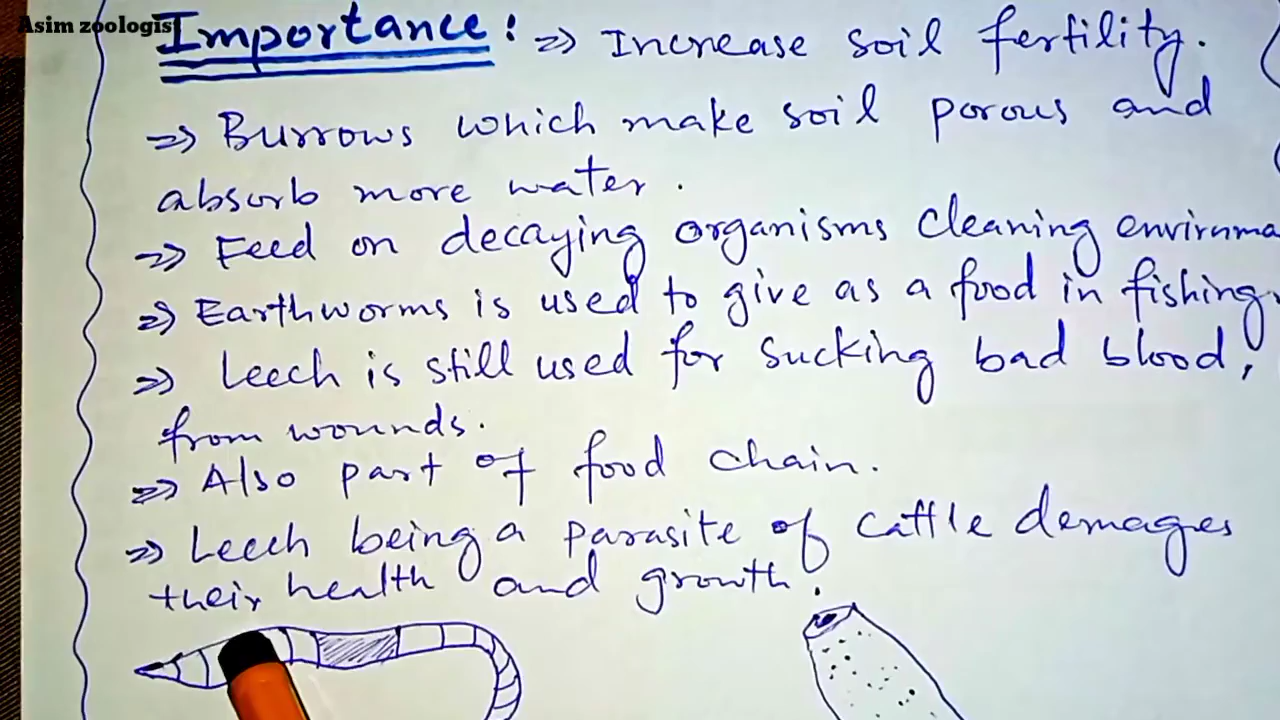 Asim zoologist
Importance: => Increase soil fertility.
=> Burrows which make soil porous and
absorb more water.
=> Feed on decaying organisms cleaning envirnma
=> Earthworms is used to give as a food in fishing.
=> Leech is still used for sucking bad blood,
from wounds.
=> Also part of food chain.
=> Leech being a parasite of cattle demages
their health and growth.